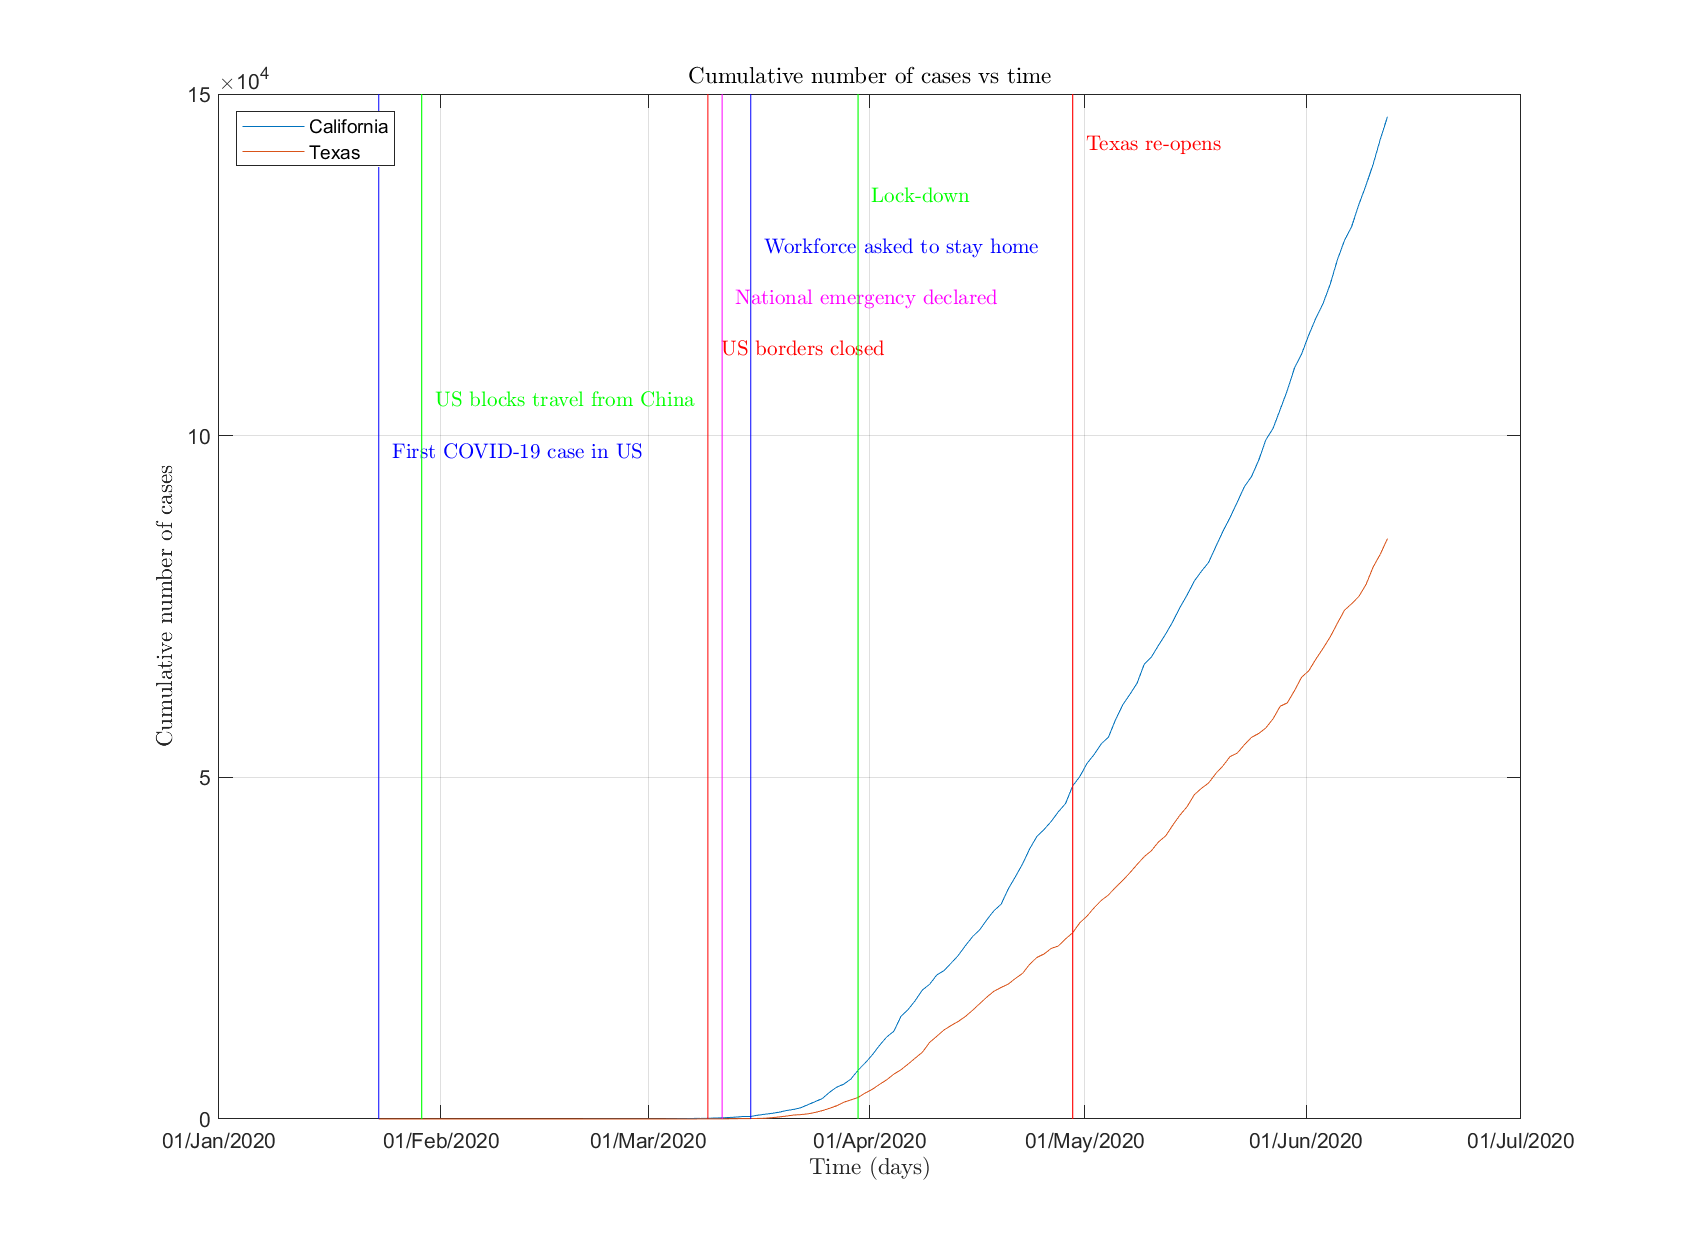 Cumulative number of cases vs time
×10⁴
15
10
5
0
California
Texas
Texas re-opens
Lock-down
Workforce asked to stay home
National emergency declared
US borders closed
US blocks travel from China
First COVID-19 case in US
Cumulative number of cases
01/Jan/2020 01/Feb/2020 01/Mar/2020 01/Apr/2020 01/May/2020 01/Jun/2020 01/Jul/2020
Time (days)